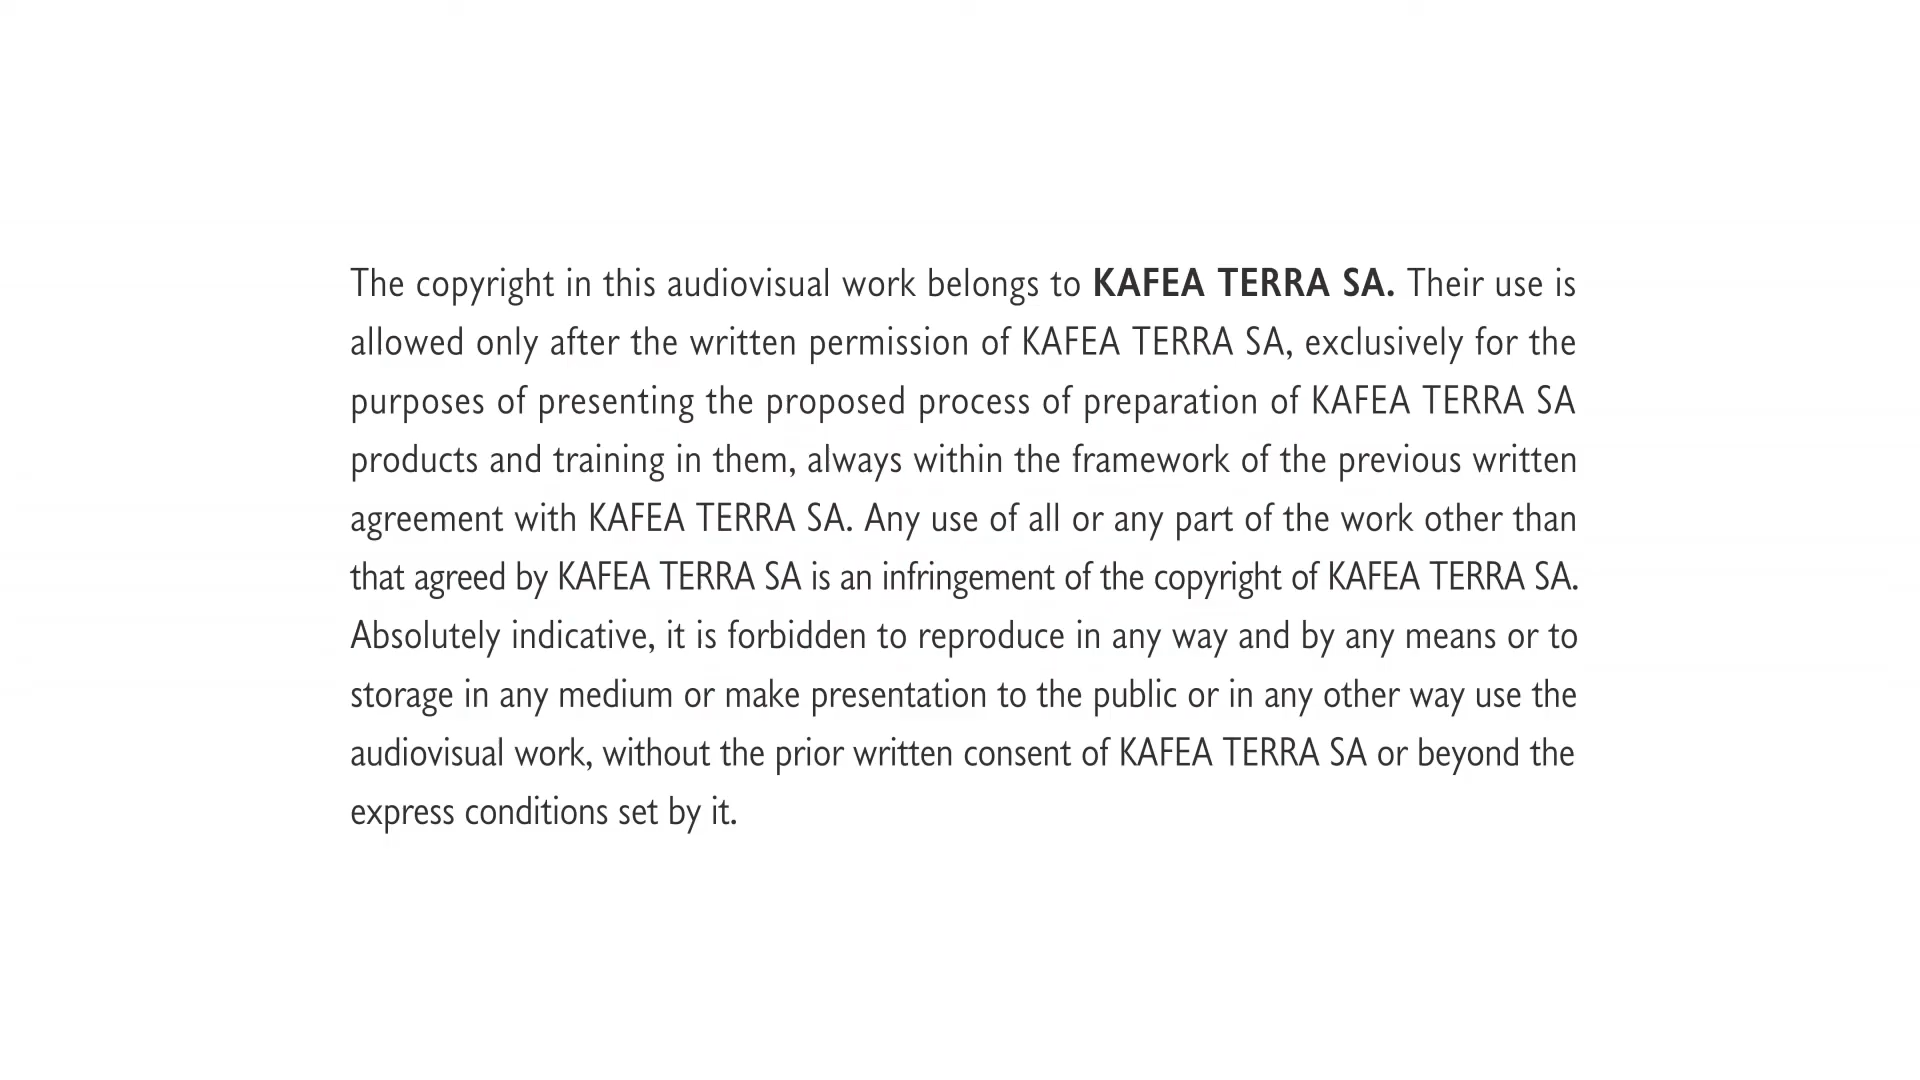 The copyright in this audiovisual work belongs to KAFEA TERRA SA. Their use is
allowed only after the written permission of KAFEA TERRA SA, exclusively for the
purposes of presenting the proposed process of preparation of KAFEA TERRA SA
products and training in them, always within the framework of the previous written
agreement with KAFEA TERRA SA. Any use of all or any part of the work other than
that agreed by KAFEA TERRA SA is an infringement of the copyright of KAFEA TERRA SA.
Absolutely indicative, it is forbidden to reproduce in any way and by any means or to
storage in any medium or make presentation to the public or in any other way use the
audiovisual work, without the prior written consent of KAFEA TERRA SA or beyond the
express conditions set by it.